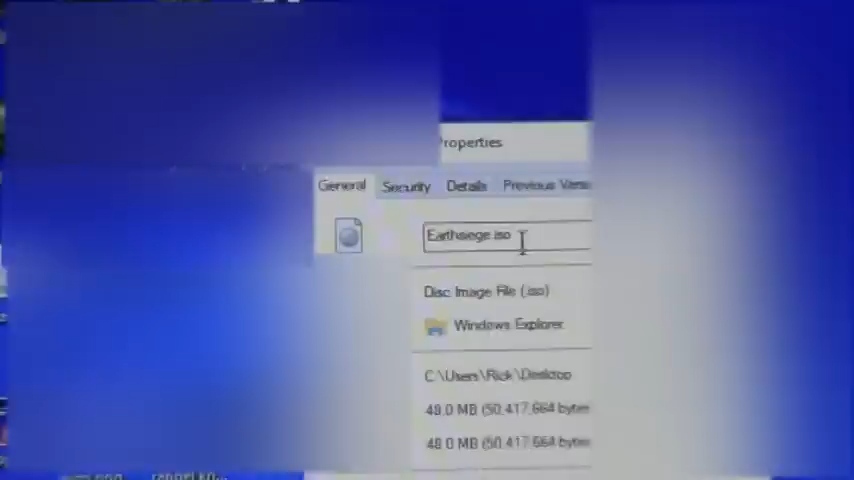 Properties
General Security Details Previous Vers
Earthsiege.iso
Disc Image File (.iso)
Windows Explorer
C:\Users\Rick\Desktop
48.0 MB (50,417,664 bytes
48.0 MB (50,417,664 bytes